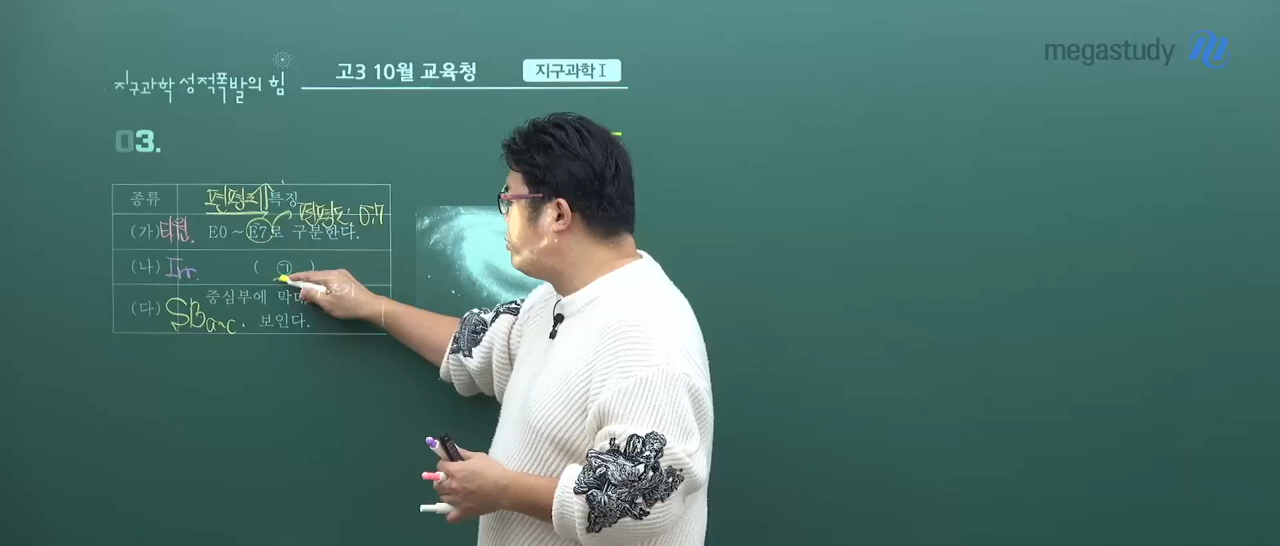 megastudy
지구과학 성적폭발의 힘
고3 10월 교육청
지구과학 I
03.
종류
편평도
특징
편평도: 0.7
(가) 타원.
E0 ~ E7로 구분한다.
(나) Irr.
( ㉠ )
(다) SBa~c.
중심부에 막대 구조가
보인다.